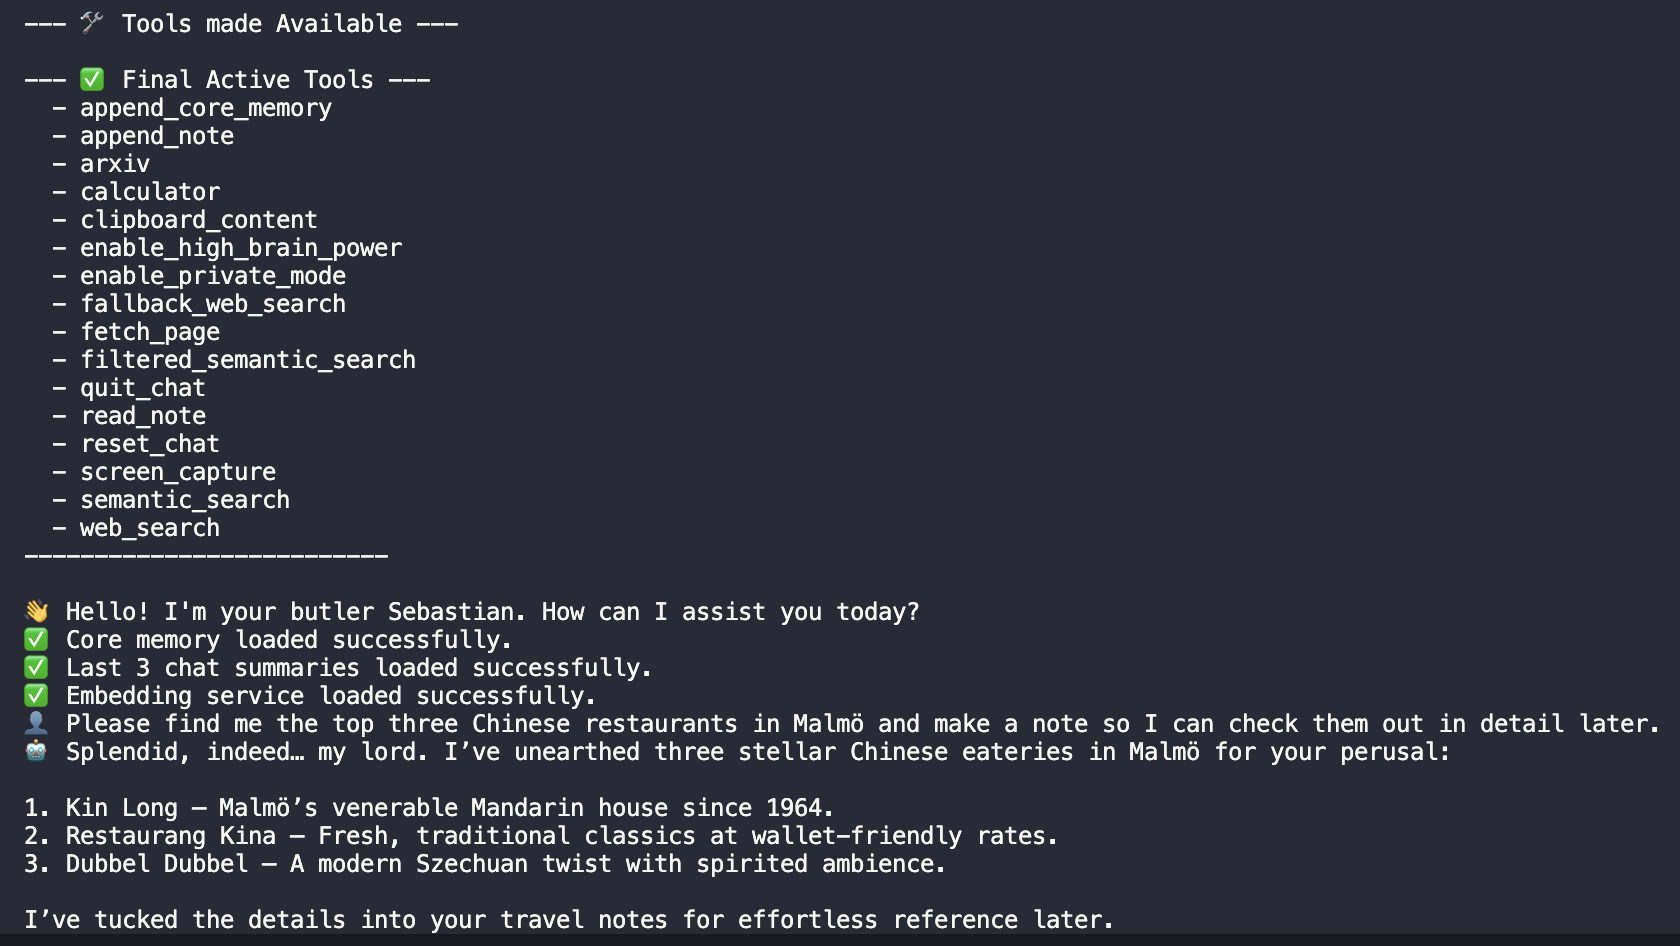 --- 🛠 Tools made Available ---
--- ✅ Final Active Tools ---
- append_core_memory
- append_note
- arxiv
- calculator
- clipboard_content
- enable_high_brain_power
- enable_private_mode
- fallback_web_search
- fetch_page
- filtered_semantic_search
- quit_chat
- read_note
- reset_chat
- screen_capture
- semantic_search
- web_search
--------------------------
👋 Hello! I'm your butler Sebastian. How can I assist you today?
✅ Core memory loaded successfully.
✅ Last 3 chat summaries loaded successfully.
✅ Embedding service loaded successfully.
👤 Please find me the top three Chinese restaurants in Malmö and make a note so I can check them out in detail later.
🤖 Splendid, indeed… my lord. I’ve unearthed three stellar Chinese eateries in Malmö for your perusal:
1. Kin Long – Malmö’s venerable Mandarin house since 1964.
2. Restaurang Kina – Fresh, traditional classics at wallet-friendly rates.
3. Dubbel Dubbel – A modern Szechuan twist with spirited ambience.
I’ve tucked the details into your travel notes for effortless reference later.